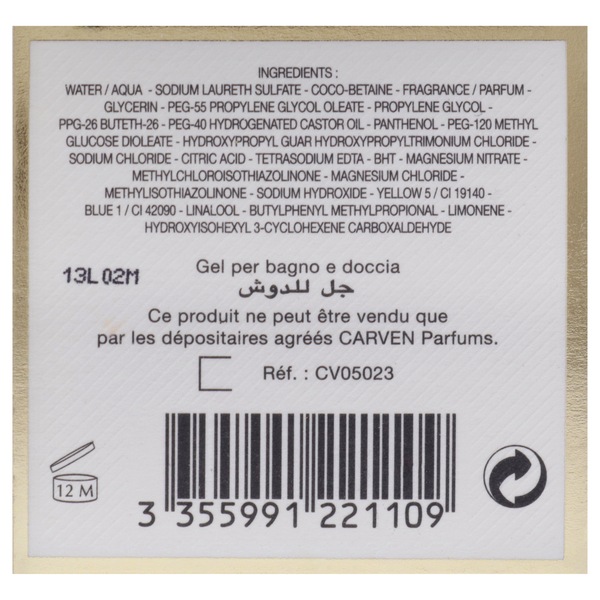 INGREDIENTS :
WATER / AQUA - SODIUM LAURETH SULFATE - COCO-BETAINE - FRAGRANCE / PARFUM -
GLYCERIN - PEG-55 PROPYLENE GLYCOL OLEATE - PROPYLENE GLYCOL -
PPG-26 BUTETH-26 - PEG-40 HYDROGENATED CASTOR OIL - PANTHENOL - PEG-120 METHYL
GLUCOSE DIOLEATE - HYDROXYPROPYL GUAR HYDROXYPROPYLTRIMONIUM CHLORIDE -
SODIUM CHLORIDE - CITRIC ACID - TETRASODIUM EDTA - BHT - MAGNESIUM NITRATE -
METHYLCHLOROISOTHIAZOLINONE - MAGNESIUM CHLORIDE -
METHYLISOTHIAZOLINONE - SODIUM HYDROXIDE - YELLOW 5 / CI 19140 -
BLUE 1 / CI 42090 - LINALOOL - BUTYLPHENYL METHYLPROPIONAL - LIMONENE -
HYDROXYISOHEXYL 3-CYCLOHEXENE CARBOXALDEHYDE
13L02M
Gel per bagno e doccia
جل للدوش
Ce produit ne peut être vendu que
par les dépositaires agréés CARVEN Parfums.
Réf. : CV05023
12 M
3 355991 221109